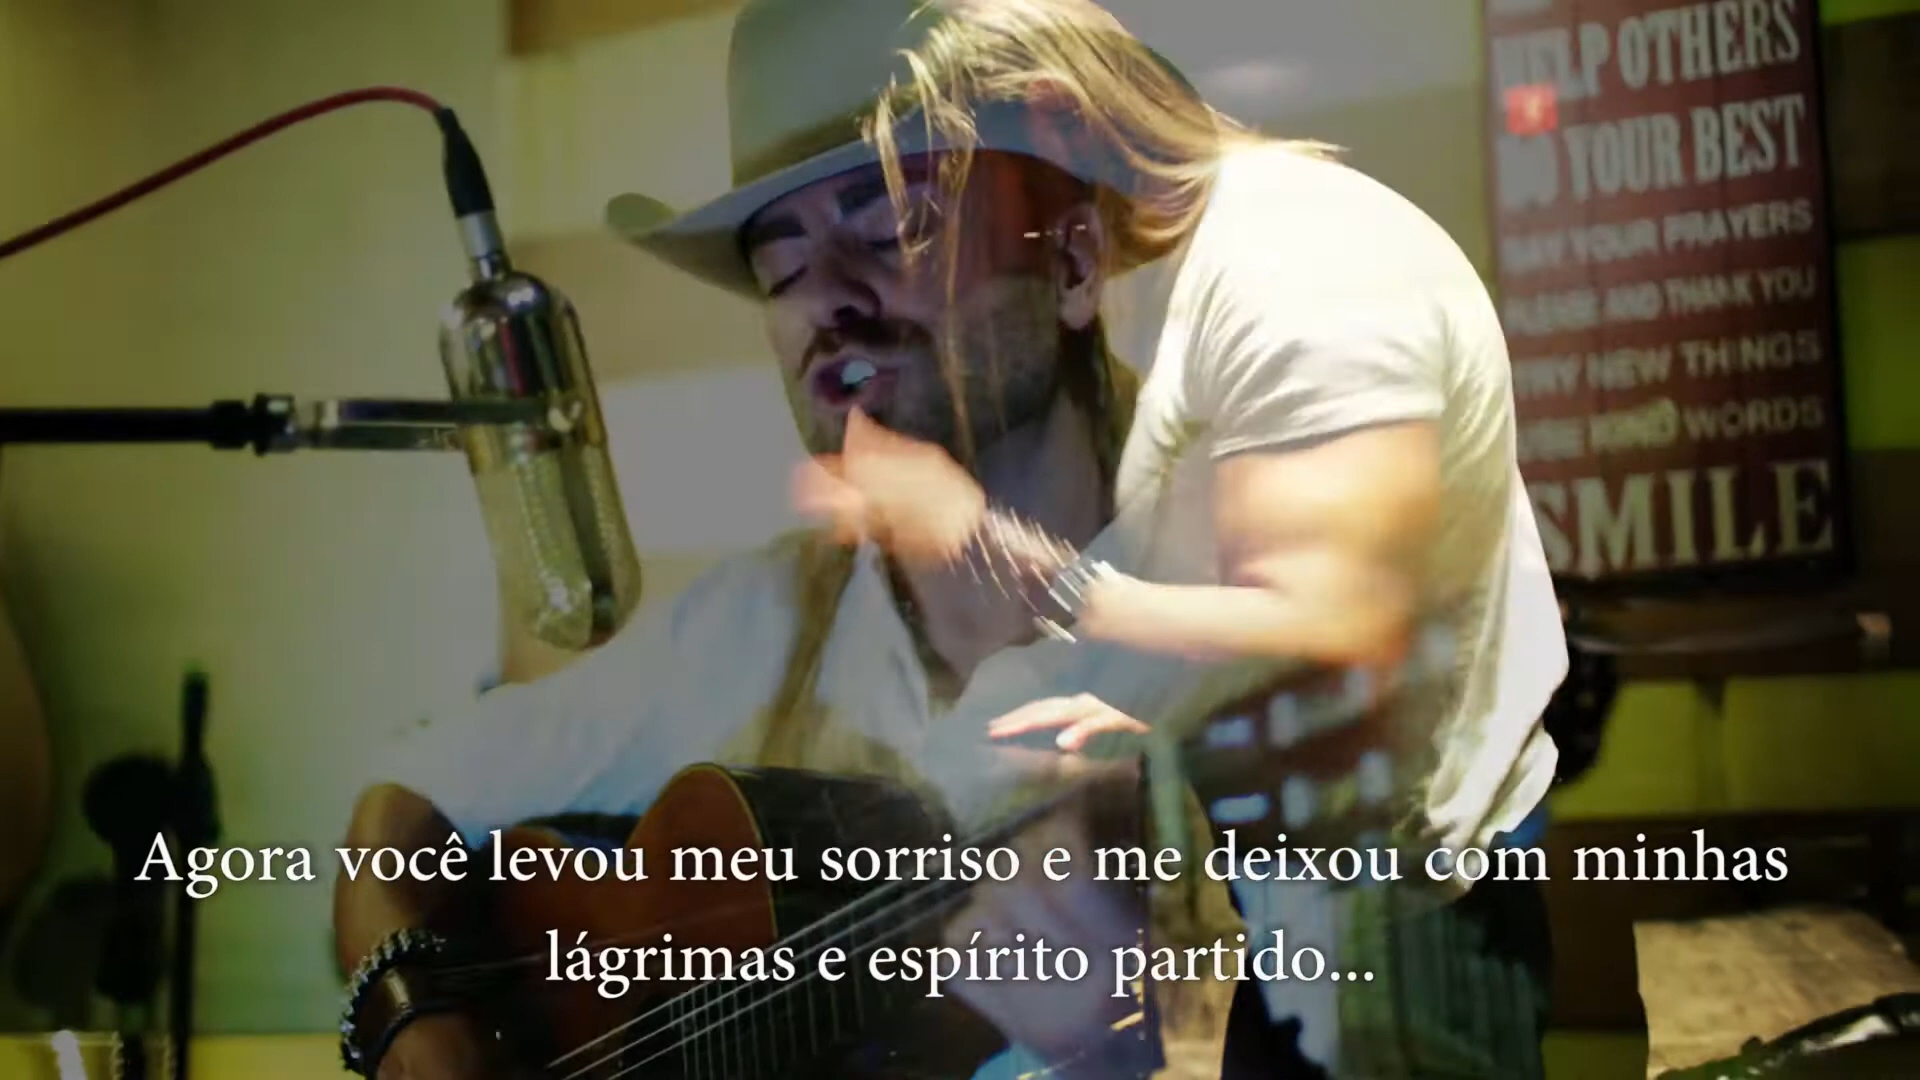 HELP OTHERS
DO YOUR BEST
SAY YOUR PRAYERS
PLEASE AND THANK YOU
TRY NEW THINGS
USE KIND WORDS
SMILE
Agora você levou meu sorriso e me deixou com minhas
lágrimas e espírito partido...